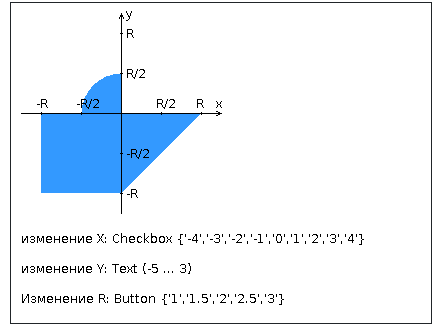 y
R
R/2
-R -R/2 R/2 R x
-R/2
-R
изменение X: Checkbox {'-4','-3','-2','-1','0','1','2','3','4'}
изменение Y: Text (-5 ... 3)
Изменение R: Button {'1','1.5','2','2.5','3'}